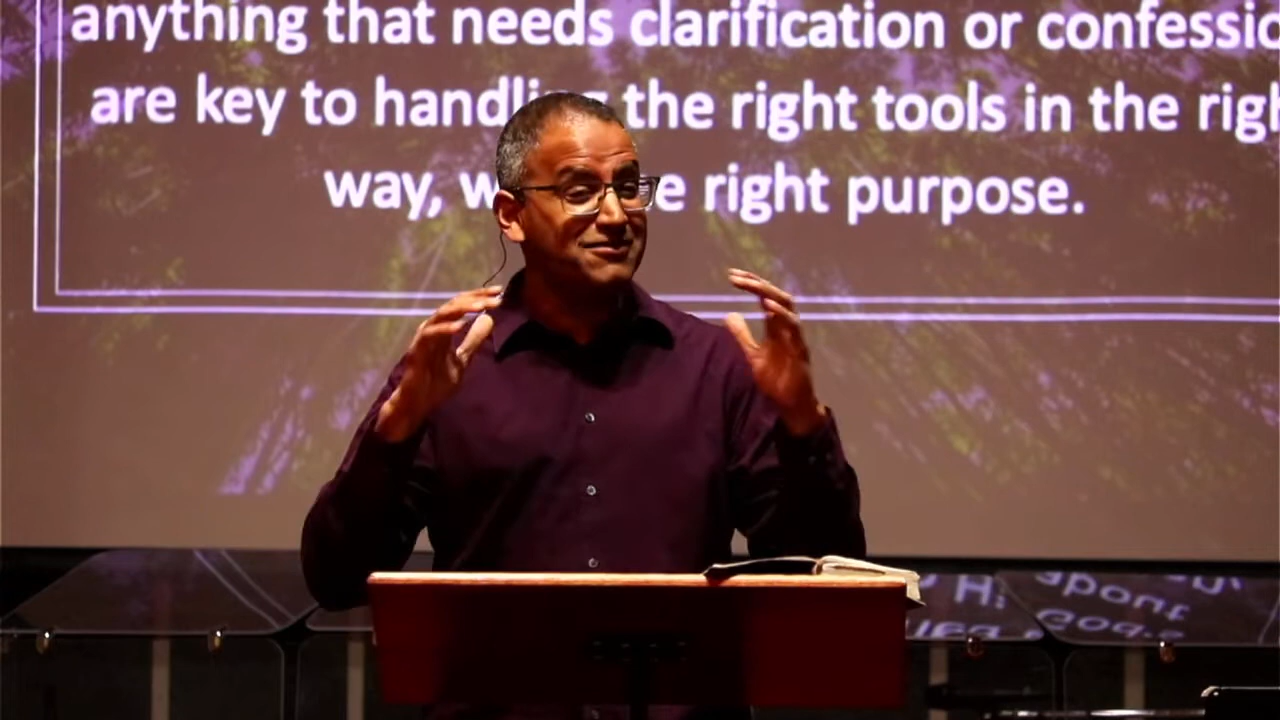 anything that needs clarification or confessio
are key to handling the right tools in the righ
way, w e right purpose.
H: